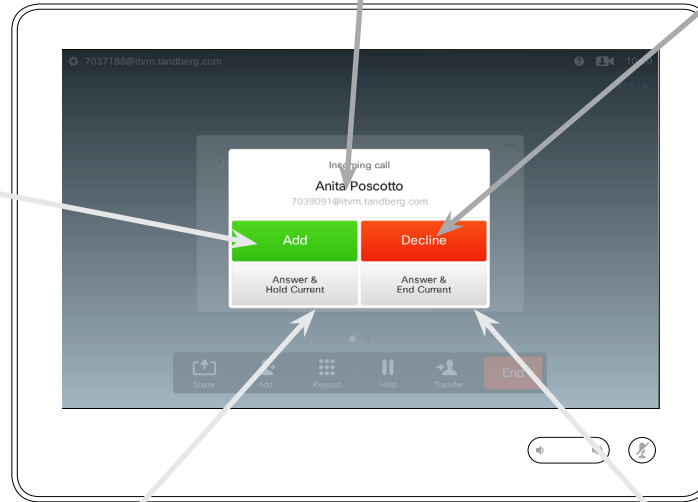 7037188@itvm.tandberg.com
Incoming call
Anita Poscotto
7039091@itvm.tandberg.com
Add
Decline
Answer &
Hold Current
Answer &
End Current
Share
Add
Keypad
Hold
Transfer
End